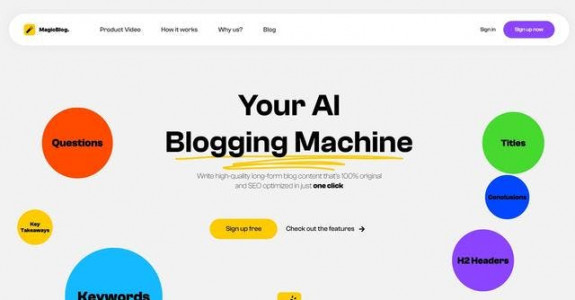 MagicBlog.
Product Video
How it works
Why us?
Blog
Sign in
Sign up now
Your AI
Blogging Machine
Write high-quality long-form blog content that's 100% original
and SEO optimized in just one click
Sign up free
Check out the features →
Questions
Key
Takeaways
Keywords
Titles
Conclusions
H2 Headers